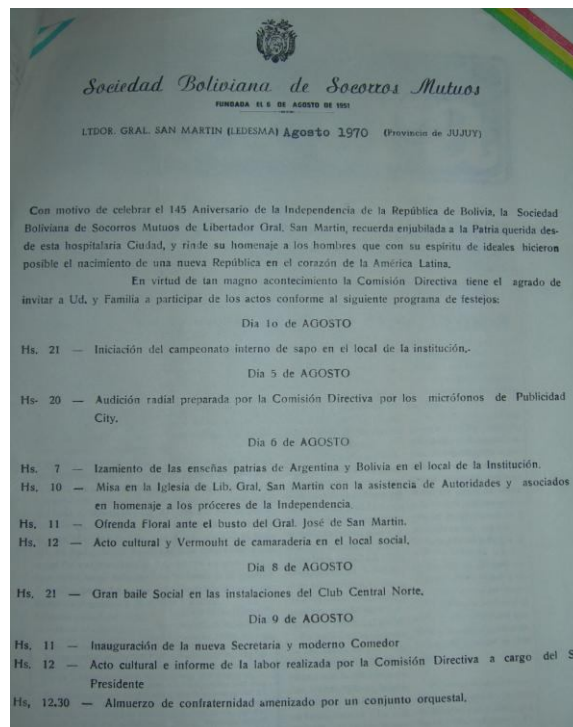 Sociedad Boliviana de Socorros Mutuos
FUNDADA EL 6 DE AGOSTO DE 1951
LTDOR. GRAL. SAN MARTIN (LEDESMA) Agosto 1970 (Provincia de JUJUY)
Con motivo de celebrar el 145 Aniversario de la Independencia de la República de Bolivia, la Sociedad
Boliviana de Socorros Mutuos de Libertador Gral. San Martin, recuerda enjubilada a la Patria querida des-
de esta hospitalaria Ciudad, y rinde su homenaje a los hombres que con su espiritu de ideales hicieron
posible el nacimiento de una nueva República en el corazón de la América Latina.
En virtud de tan magno acontecimiento la Comisión Directiva tiene el agrado de
invitar a Ud. y Familia a participar de los actos conforme al siguiente programa de festejos:
Dia 1o de AGOSTO
Hs. 21 — Iniciación del campeonato interno de sapo en el local de la institución.-
Dia 5 de AGOSTO
Hs- 20 — Audición radial preparada por la Comisión Directiva por los micrófonos de Publicidad
City.
Dia 6 de AGOSTO
Hs. 7 — Izamiento de las enseñas patrias de Argentina y Bolivia en el local de la Institución.
Hs. 10 — Misa en la Iglesia de Lib. Gral. San Martin con la asistencia de Autoridades y asociados
en homenaje a los próceres de la Independencia
Hs. 11 — Ofrenda Floral ante el busto del Gral. José de San Martin.
Hs. 12 — Acto cultural y Vermouht de camaraderia en el local social.
Dia 8 de AGOSTO
Hs, 21 — Gran baile Social en las instalaciones del Club Central Norte.
Dia 9 de AGOSTO
Hs. 11 — Inauguración de la nueva Secretaria y moderno Comedor
Hs. 12 — Acto cultural e informe de la labor realizada por la Comisión Directiva a cargo del S
Presidente
Hs, 12.30 — Almuerzo de confraternidad amenizado por un conjunto orquestal.